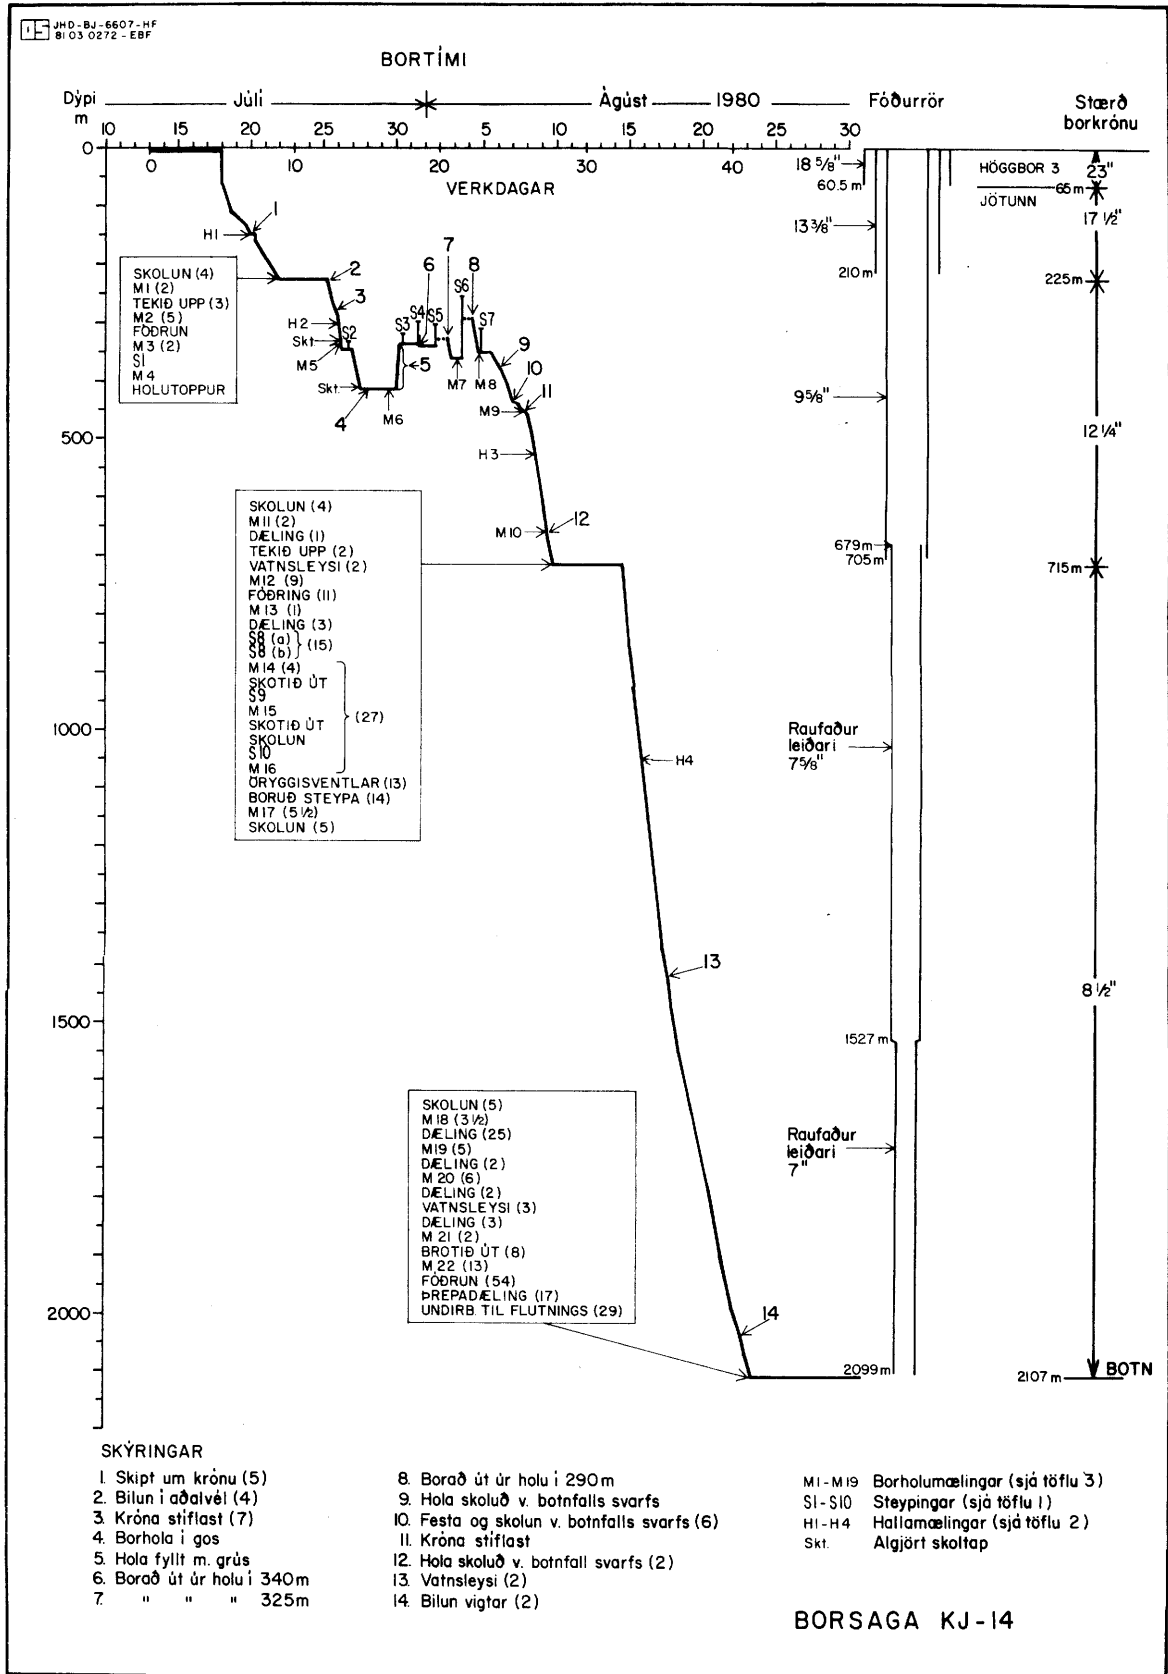 JHD-BJ-6607-HF
81 03 0272 - EBF
BORTÍMI
Dýpi
m
Júlí
Ágúst
1980
Fóðurrör
Stærð
borkrónu
10 15 20 25 30 5 10 15 20 25 30
0 10 20 30 40
VERKDAGAR
0
500
1000
1500
2000
18 5/8"
60.5 m
HÖGGBOR 3
23"
65 m
JÖTUNN
17 1/2"
13 3/8"
210 m
225 m
9 5/8"
12 1/4"
679 m
705 m
715 m
Raufaður
leiðari
7 5/8"
8 1/2"
1527 m
Raufaður
leiðari
7"
2099 m
2107 m
BOTN
1
H1
2
3
H2
Skt
S2
M5
Skt.
4
M6
5
S3
S4
6
S5
7
M7
S6
8
S7
M8
9
10
M9
11
H3
M10
12
H4
13
14
SKOLUN (4)
M1 (2)
TEKIÐ UPP (3)
M2 (5)
FÓÐRUN
M3 (2)
S1
M4
HOLUTOPPUR
SKOLUN (4)
M11 (2)
DÆLING (1)
TEKIÐ UPP (2)
VATNSLEYSI (2)
M12 (9)
FÓÐRING (11)
M13 (1)
DÆLING (3)
S8 (a)
S8 (b)
(15)
M14 (4)
SKOTIÐ ÚT
S9
M15
SKOTIÐ ÚT
SKOLUN
S10
M16
(27)
ÖRYGGISVENTLAR (13)
BORUÐ STEYPA (14)
M17 (5 1/2)
SKOLUN (5)
SKOLUN (5)
M18 (3 1/2)
DÆLING (25)
M19 (5)
DÆLING (2)
M20 (6)
DÆLING (2)
VATNSLEYSI (3)
DÆLING (3)
M21 (2)
BROTIÐ ÚT (8)
M22 (13)
FÓÐRUN (54)
ÞREPADÆLING (17)
UNDIRB. TIL FLUTNINGS (29)
SKÝRINGAR
1. Skipt um krónu (5)
2. Bilun í aðalvél (4)
3. Króna stíflast (7)
4. Borhola í gos
5. Hola fyllt m. grús
6. Borað út úr holu í 340 m
7. " " " 325 m
8. Borað út úr holu í 290 m
9. Hola skoluð v. botnfalls svarfs
10. Festa og skolun v. botnfalls svarfs (6)
11. Króna stíflast
12. Hola skoluð v. botnfall svarfs (2)
13. Vatnsleysi (2)
14. Bilun vigtar (2)
M1-M19 Borholumælingar (sjá töflu 3)
S1-S10 Steypingar (sjá töflu 1)
H1-H4 Hallamælingar (sjá töflu 2)
Skt. Algjört skoltap
BORSAGA KJ-14